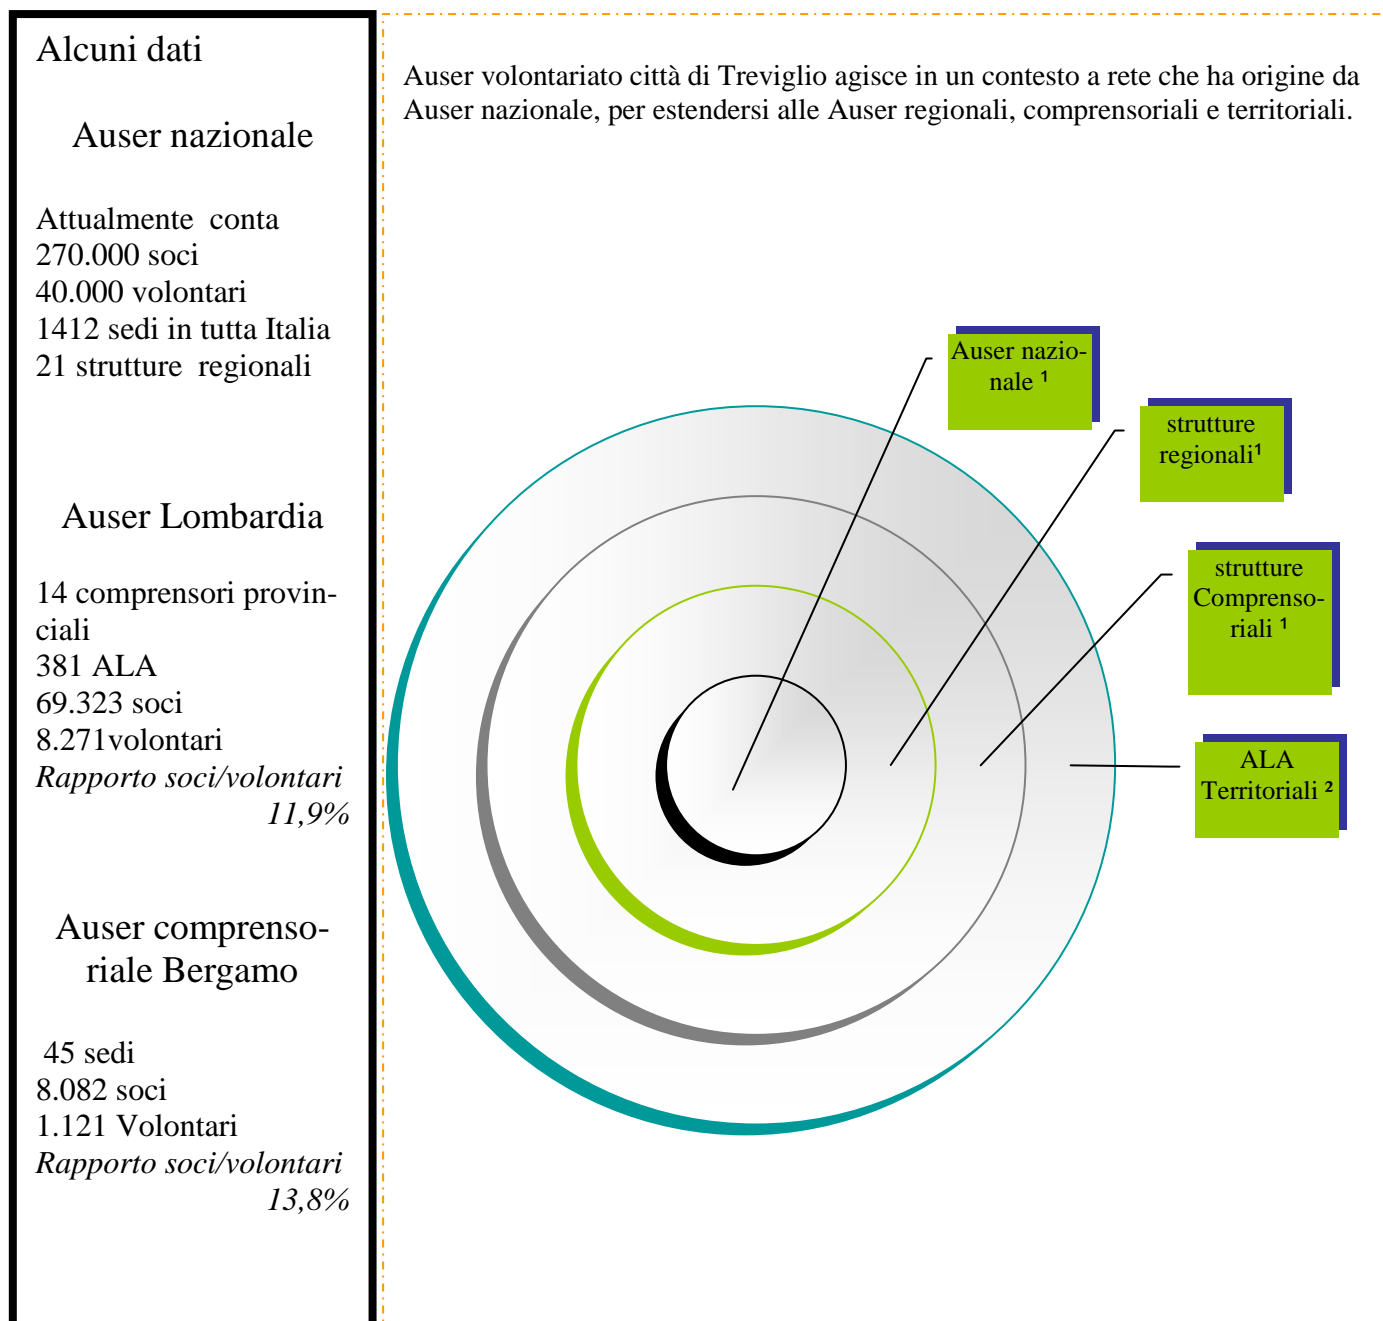 Alcuni dati
Auser nazionale
Attualmente  conta
270.000 soci
40.000 volontari
1412 sedi in tutta Italia
21 strutture  regionali
Auser Lombardia
14 comprensori provin-
ciali
381 ALA
69.323 soci
8.271volontari
Rapporto soci/volontari
11,9%
Auser comprenso-
riale Bergamo
45 sedi
8.082 soci
1.121 Volontari
Rapporto soci/volontari
13,8%
Auser volontariato città di Treviglio agisce in un contesto a rete che ha origine da
Auser nazionale, per estendersi alle Auser regionali, comprensoriali e territoriali.
Auser nazio-
nale ¹
strutture
regionali¹
strutture
Comprenso-
riali ¹
ALA
Territoriali ²